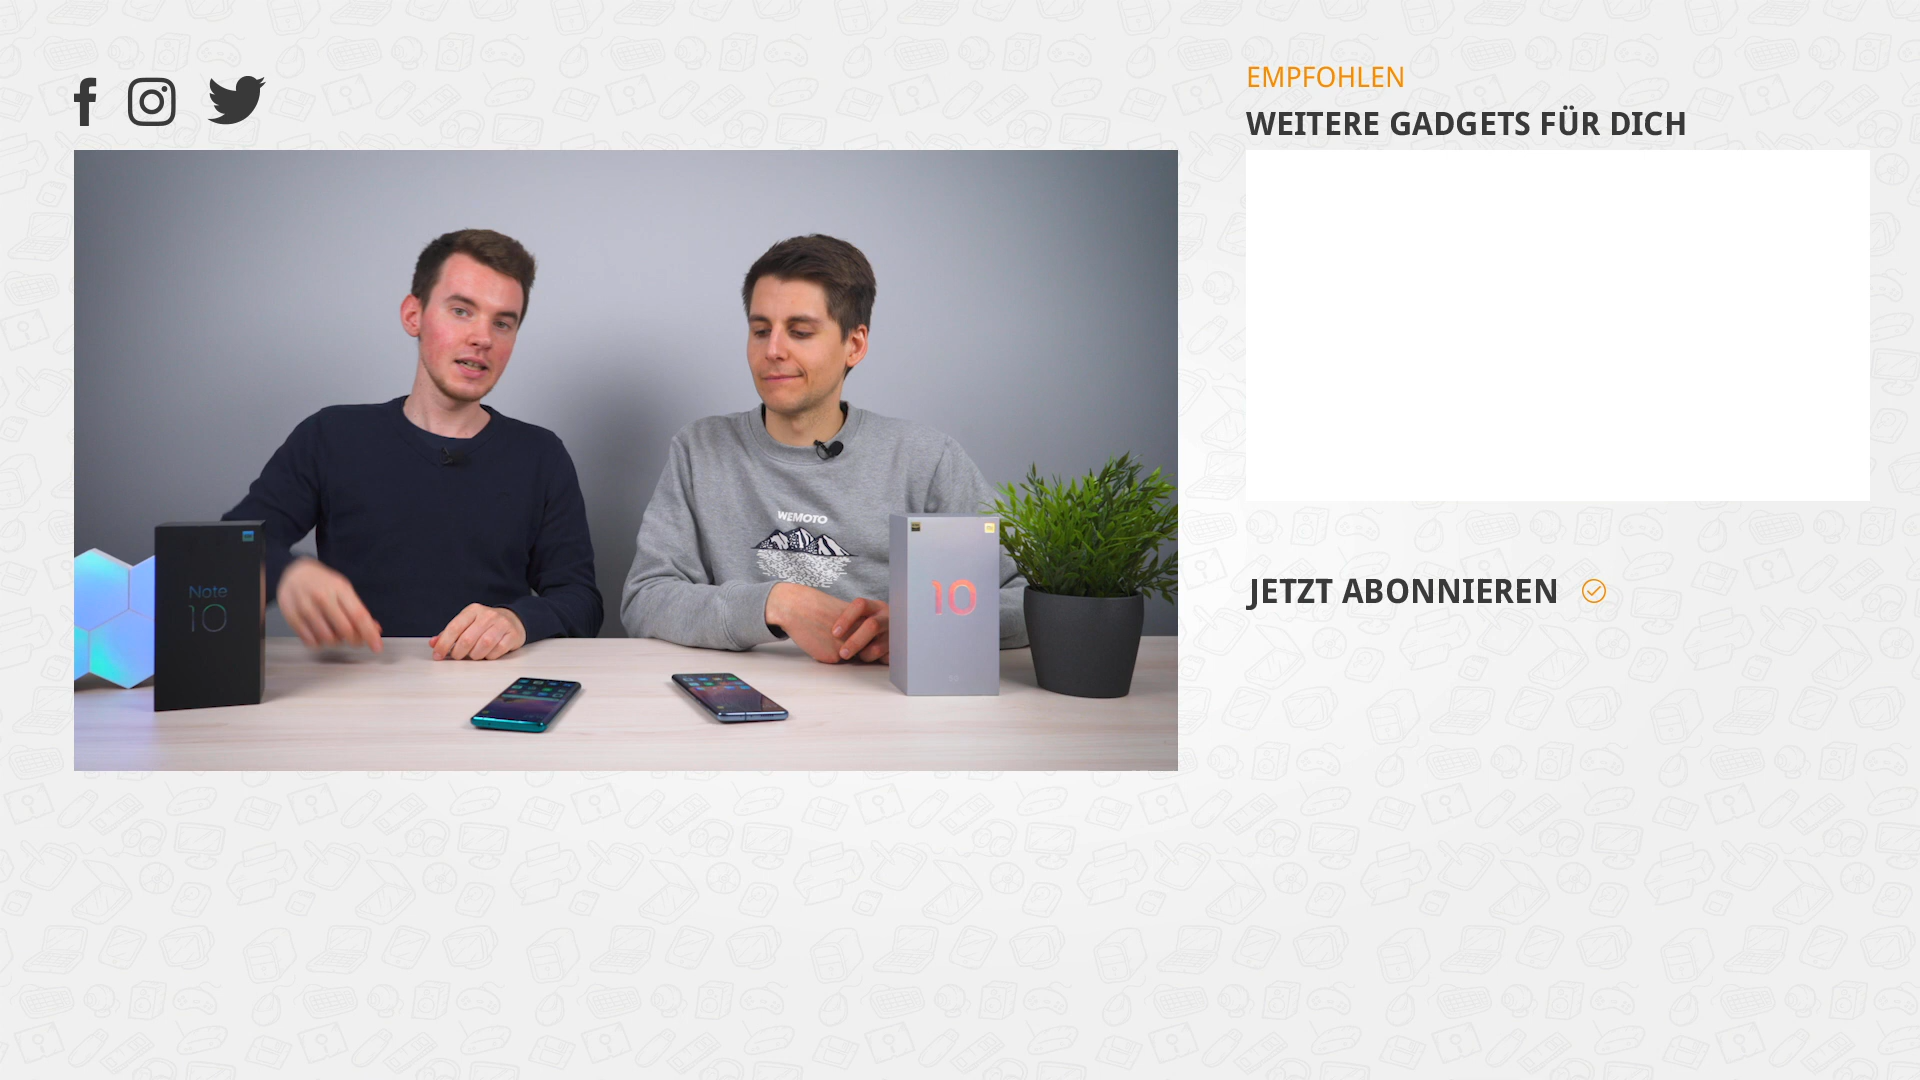 EMPFOHLEN
WEITERE GADGETS FÜR DICH
WEMOTO
Note
10
10
JETZT ABONNIEREN